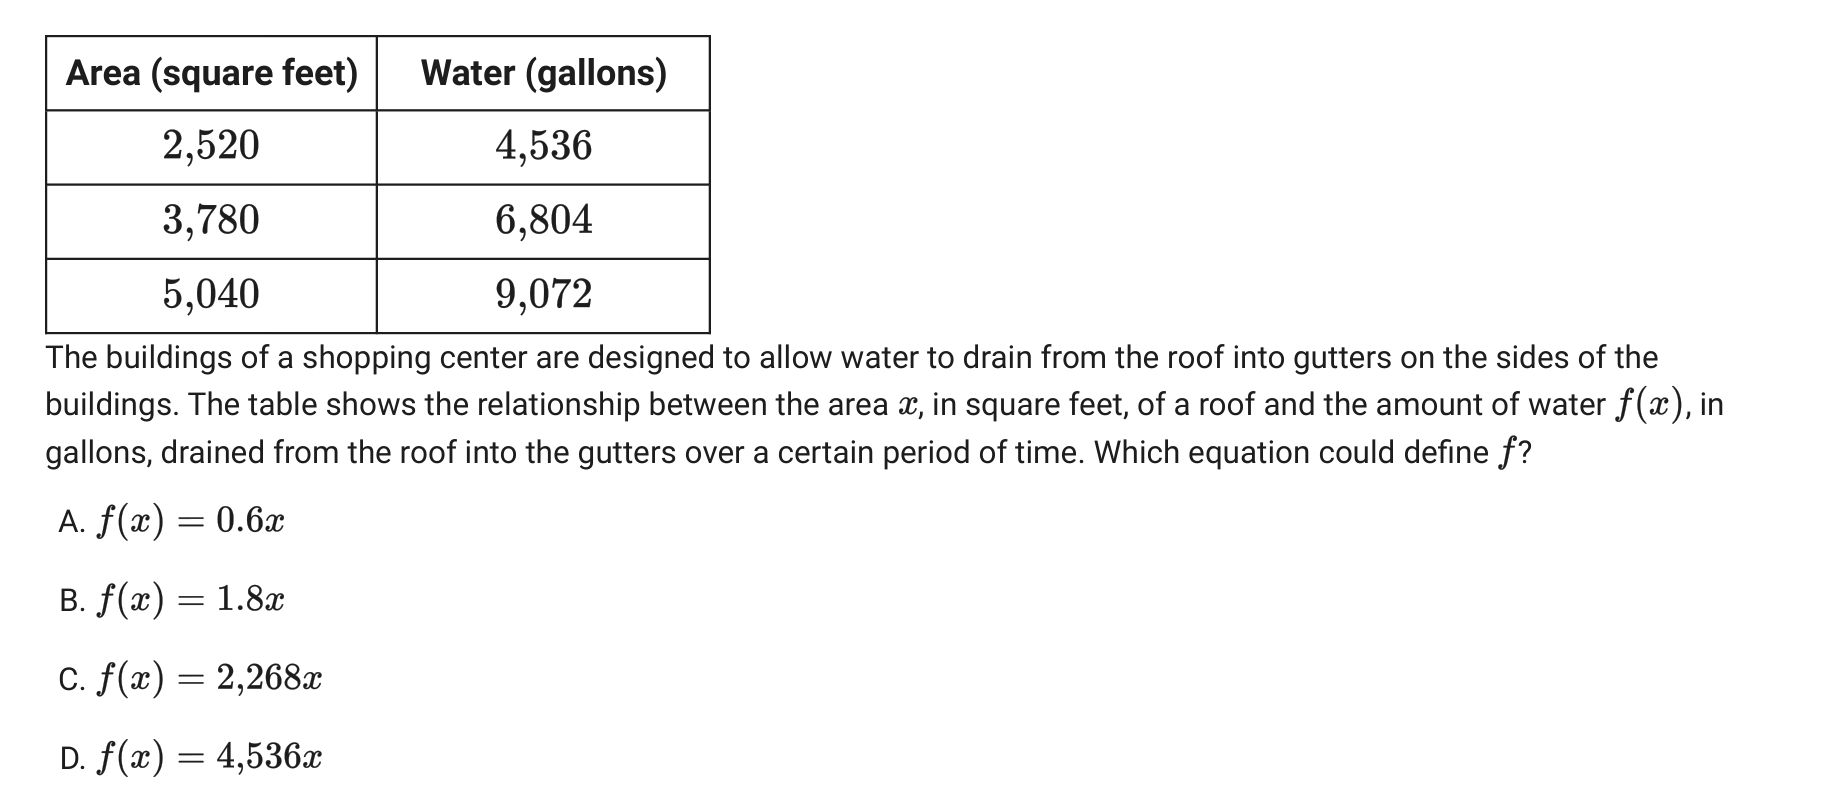 Area (square feet) Water (gallons)
2,520 4,536
3,780 6,804
5,040 9,072
The buildings of a shopping center are designed to allow water to drain from the roof into gutters on the sides of the
buildings. The table shows the relationship between the area x, in square feet, of a roof and the amount of water f(x), in
gallons, drained from the roof into the gutters over a certain period of time. Which equation could define f?
A. f(x) = 0.6x
B. f(x) = 1.8x
C. f(x) = 2,268x
D. f(x) = 4,536x